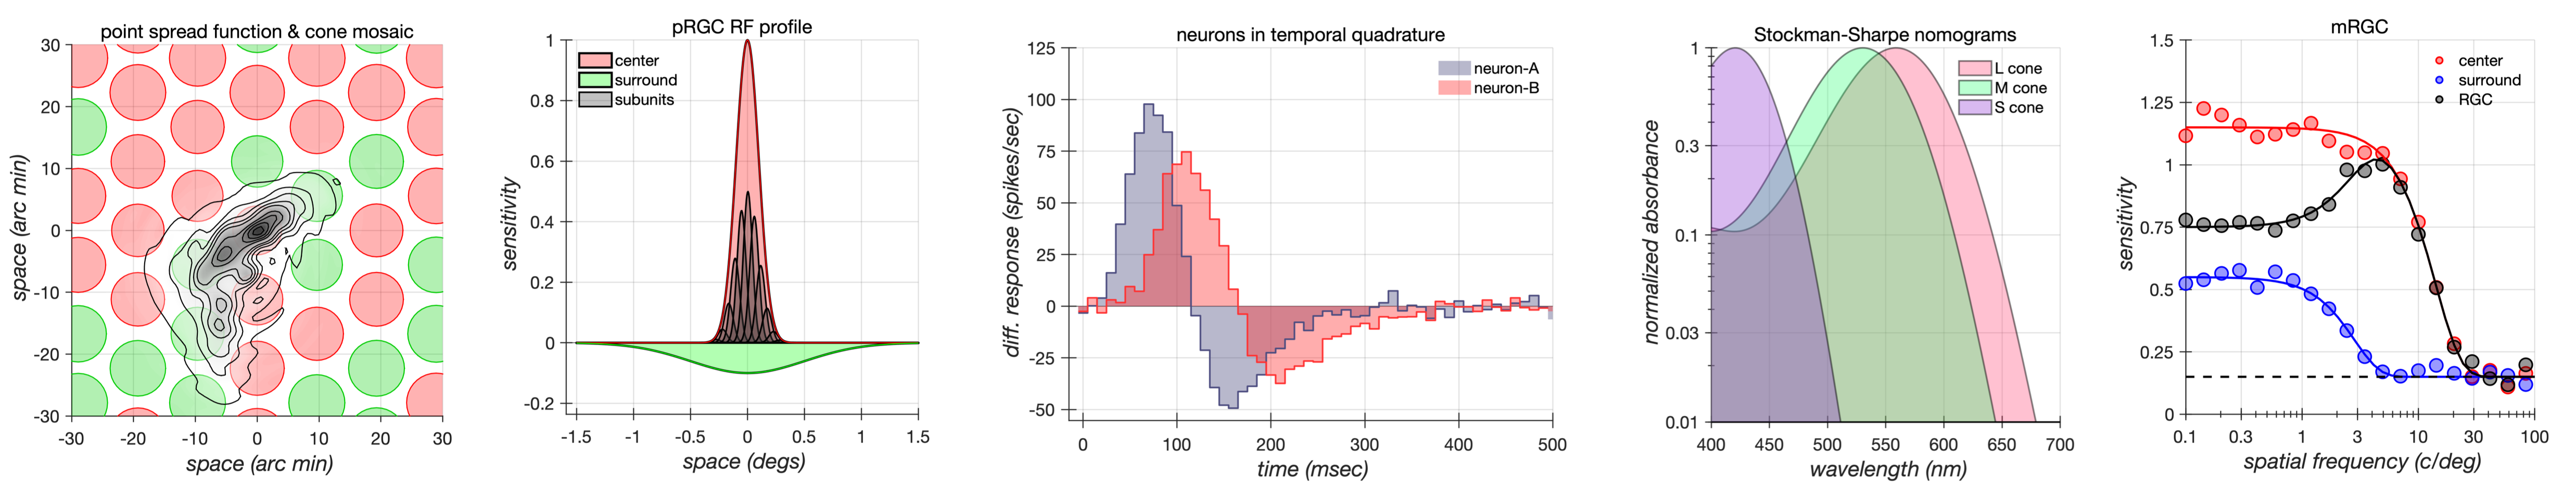 point spread function & cone mosaic
30
20
10
0
-10
-20
-30
-30 -20 -10 0 10 20 30
space (arc min)
space (arc min)
pRGC RF profile
center
surround
subunits
1
0.8
0.6
0.4
0.2
0
-0.2
-1.5 -1 -0.5 0 0.5 1 1.5
sensitivity
space (degs)
neurons in temporal quadrature
neuron-A
neuron-B
125
100
75
50
25
0
-25
-50
0 100 200 300 400 500
diff. response (spikes/sec)
time (msec)
Stockman-Sharpe nomograms
L cone
M cone
S cone
1
0.3
0.1
0.03
0.01
400 450 500 550 600 650 700
normalized absorbance
wavelength (nm)
mRGC
center
surround
RGC
1.5
1.25
1
0.75
0.5
0.25
0
0.1 0.3 1 3 10 30 100
sensitivity
spatial frequency (c/deg)